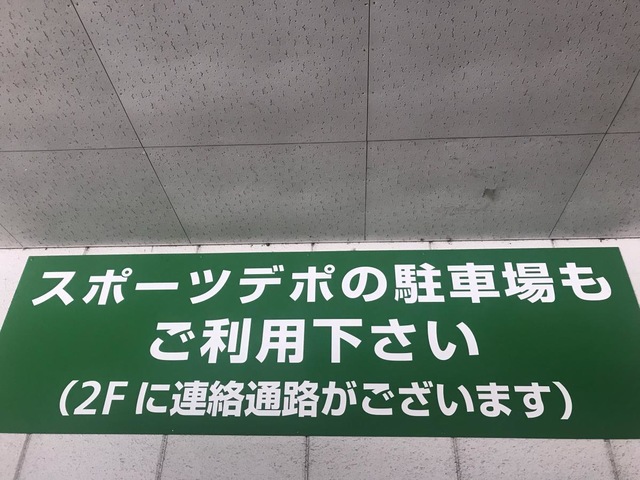 スポーツデポの駐車場も
ご利用下さい
（2Fに連絡通路がございます）